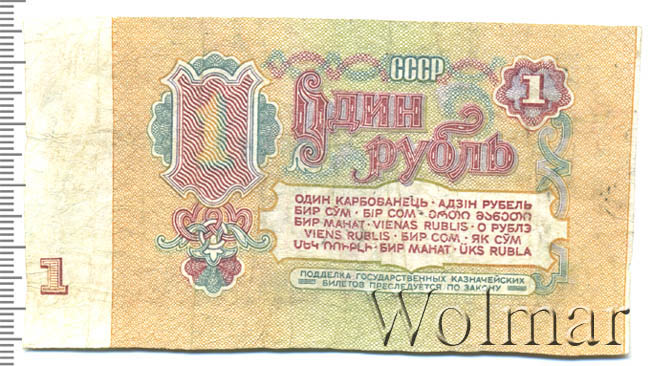 СССР
1
1
Один
рубль
ОДИН КАРБОВАНЕЦЬ · АДЗІН РУБЕЛЬ
БИР СЎМ · БІР СОМ · ᲔᲠᲗᲘ ᲛᲐᲜᲔᲗᲘ
БИР МАНАТ · VIENAS RUBLIS · О РУБЛЭ
VIENS RUBLIS · БИР СОМ · ЯК СЎМ
ՄԵԿ ՌՈՒԲԼԻ · БИР МАНАТ · ÜKS RUBLA
ПОДДЕЛКА ГОСУДАРСТВЕННЫХ КАЗНАЧЕЙСКИХ
БИЛЕТОВ ПРЕСЛЕДУЕТСЯ ПО ЗАКОНУ
1
Wolmar